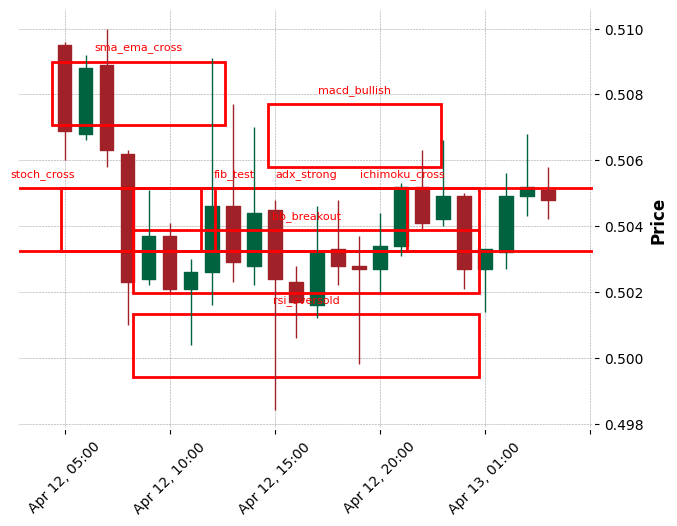 0.510
sma_ema_cross
macd_bullish
0.508
0.506
stoch_cross
fib_test
adx_strong
ichimoku_cross
Price
0.504
0.502
0.500
0.498
Apr 12, 05:00
Apr 12, 10:00
Apr 12, 15:00
Apr 12, 20:00
Apr 13, 01:00